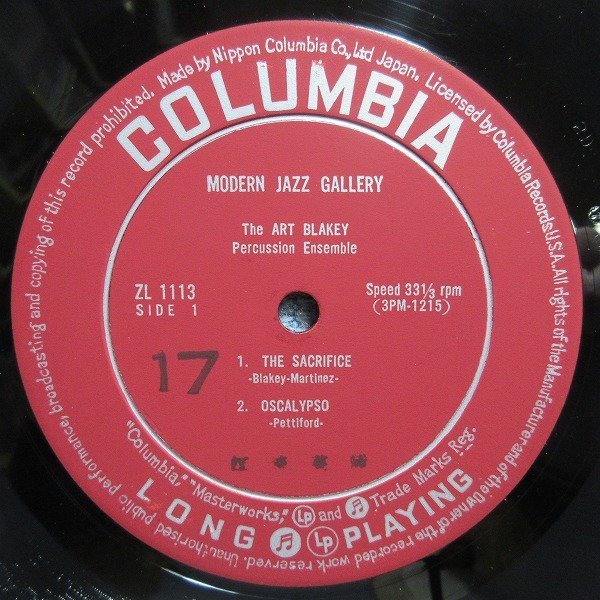 Unauthorised public performance, broadcasting and copying of this record prohibited. Made by Nippon Columbia Co., Ltd Japan. Licensed by Columbia Records U.S.A. All rights of the Manufacturer and of the Owner of the recorded work reserved.
COLUMBIA
MODERN JAZZ GALLERY
The ART BLAKEY
Percussion Ensemble
ZL 1113
SIDE 1
Speed 33 1/3 rpm
(3PM-1215)
17
1. THE SACRIFICE
-Blakey-Martinez-
2. OSCALYPSO
-Pettiford-
"Columbia," "Masterworks," Lp and Trade Marks Reg.
LONG Lp PLAYING